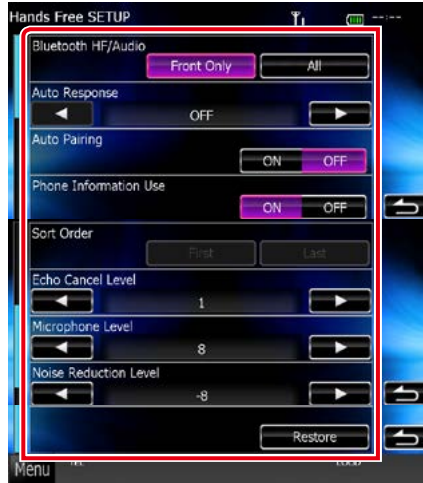 Hands Free SETUP --:--
Bluetooth HF/Audio
Front Only All
Auto Response
OFF
Auto Pairing
ON OFF
Phone Information Use
ON OFF
Sort Order
First Last
Echo Cancel Level
1
Microphone Level
8
Noise Reduction Level
-8
Restore
Menu TEL LOUD